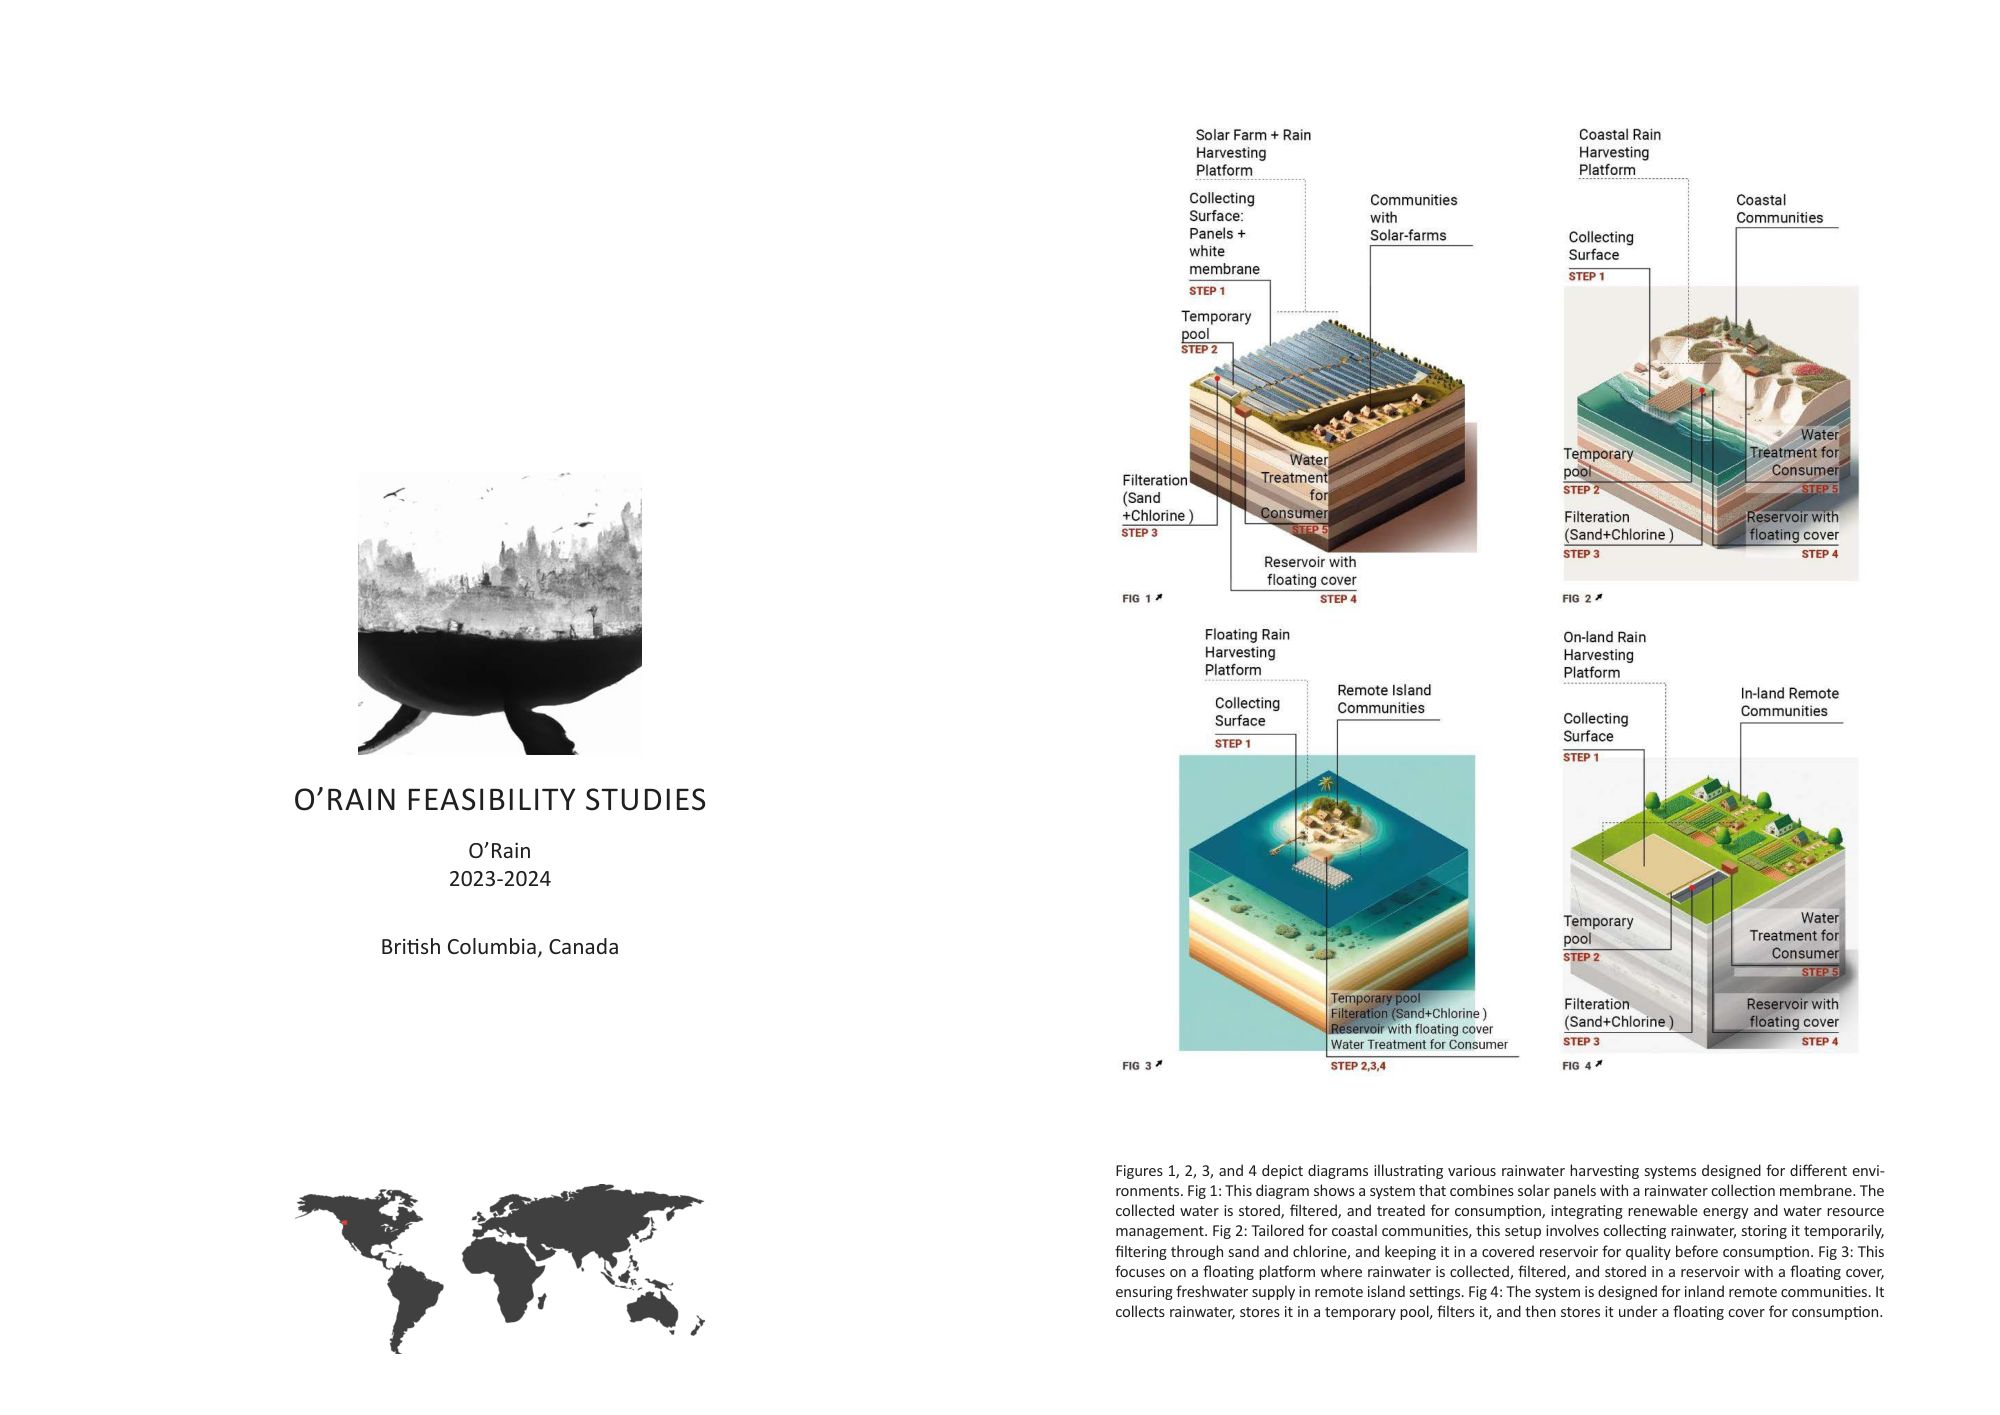 O’RAIN FEASIBILITY STUDIES
O’Rain
2023-2024
British Columbia, Canada
Solar Farm + Rain
Harvesting
Platform
Collecting
Surface:
Panels +
white
membrane
STEP 1
Communities
with
Solar-farms
Temporary
pool
STEP 2
Filteration
(Sand
+Chlorine )
STEP 3
Water
Treatment
for
Consumer
STEP 5
Reservoir with
floating cover
STEP 4
FIG 1
Coastal Rain
Harvesting
Platform
Coastal
Communities
Collecting
Surface
STEP 1
Temporary
pool
STEP 2
Water
Treatment for
Consumer
STEP 5
Filteration
(Sand+Chlorine )
STEP 3
Reservoir with
floating cover
STEP 4
FIG 2
Floating Rain
Harvesting
Platform
Collecting
Surface
STEP 1
Remote Island
Communities
Temporary pool
Filteration (Sand+Chlorine )
Reservoir with floating cover
Water Treatment for Consumer
STEP 2,3,4
FIG 3
On-land Rain
Harvesting
Platform
In-land Remote
Communities
Collecting
Surface
STEP 1
Temporary
pool
STEP 2
Water
Treatment for
Consumer
STEP 5
Filteration
(Sand+Chlorine )
STEP 3
Reservoir with
floating cover
STEP 4
FIG 4
Figures 1, 2, 3, and 4 depict diagrams illustrating various rainwater harvesting systems designed for different envi-
ronments. Fig 1: This diagram shows a system that combines solar panels with a rainwater collection membrane. The
collected water is stored, filtered, and treated for consumption, integrating renewable energy and water resource
management. Fig 2: Tailored for coastal communities, this setup involves collecting rainwater, storing it temporarily,
filtering through sand and chlorine, and keeping it in a covered reservoir for quality before consumption. Fig 3: This
focuses on a floating platform where rainwater is collected, filtered, and stored in a reservoir with a floating cover,
ensuring freshwater supply in remote island settings. Fig 4: The system is designed for inland remote communities. It
collects rainwater, stores it in a temporary pool, filters it, and then stores it under a floating cover for consumption.